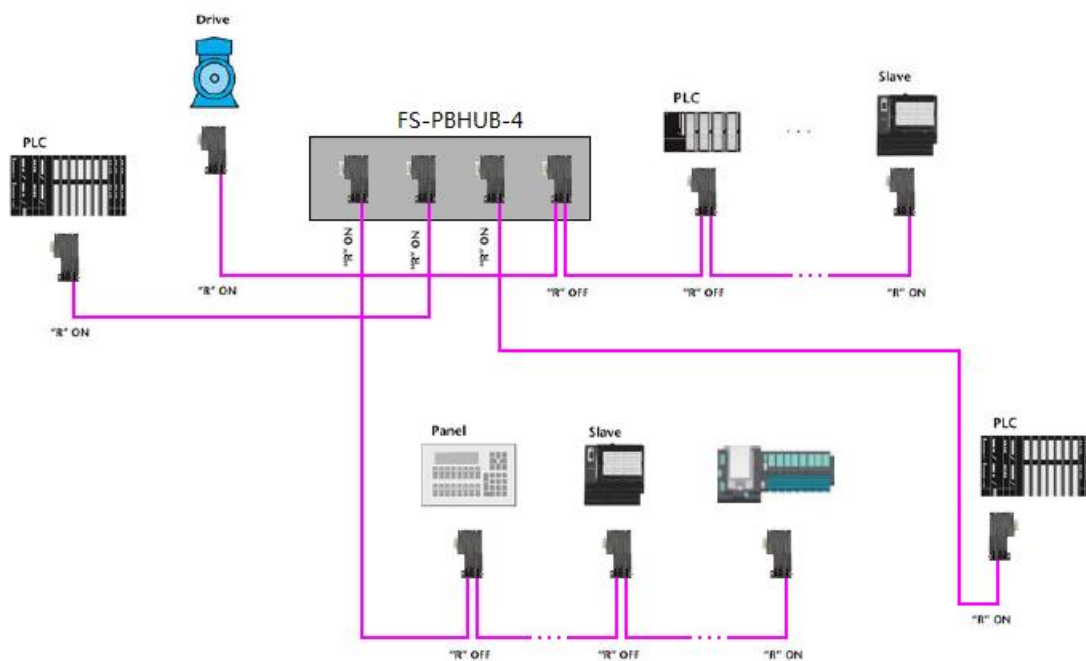 Drive
FS-PBHUB-4
PLC
Slave
PLC
...
"R" ON
"R" ON
"R" ON
"R" ON
"R" OFF
"R" OFF
"R" ON
"R" ON
Panel
Slave
PLC
"R" OFF
"R" OFF
"R" ON
"R" ON